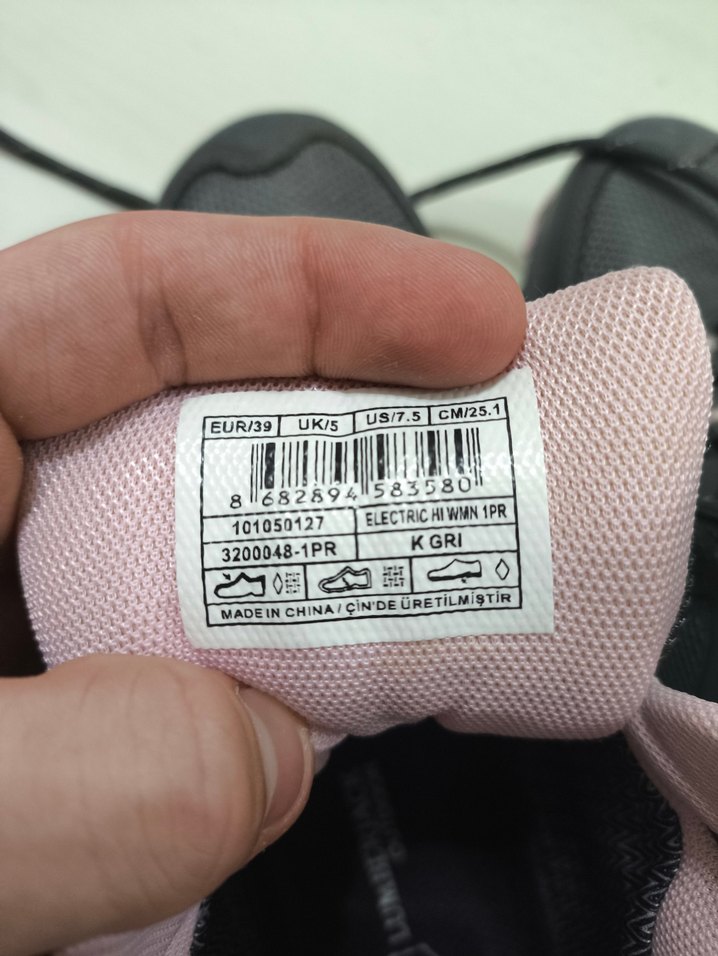 EUR/39 UK/5 US/7.5 CM/25.1
8 682894 583580
101050127 ELECTRIC HI WMN 1PR
3200048-1PR K GRI
MADE IN CHINA / ÇİN'DE ÜRETİLMİŞTİR